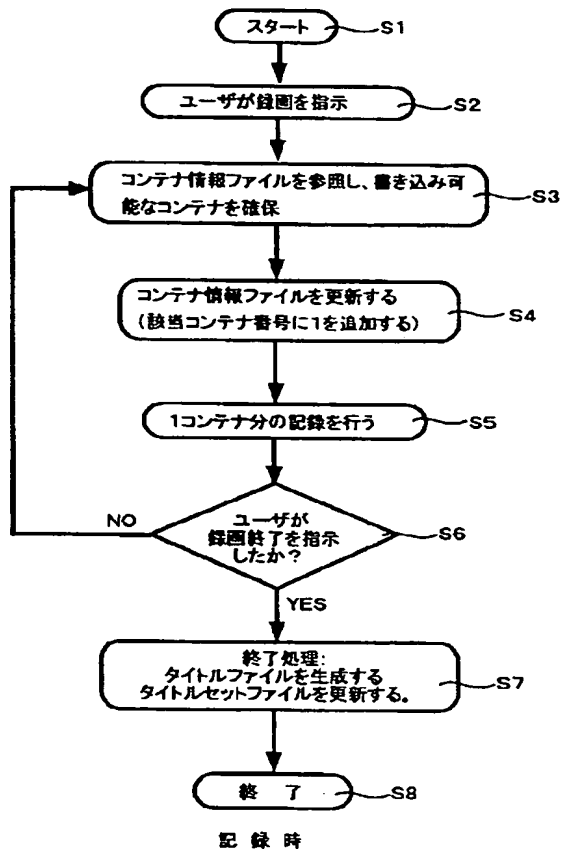 スタート
S1
ユーザが録画を指示
S2
コンテナ情報ファイルを参照し、書き込み可
能なコンテナを確保
S3
コンテナ情報ファイルを更新する
(該当コンテナ番号に1を追加する)
S4
1コンテナ分の記録を行う
S5
NO
ユーザが
録画終了を指示
したか?
S6
YES
終了処理:
タイトルファイルを生成する
タイトルセットファイルを更新する。
S7
終 了
S8
記 録 時